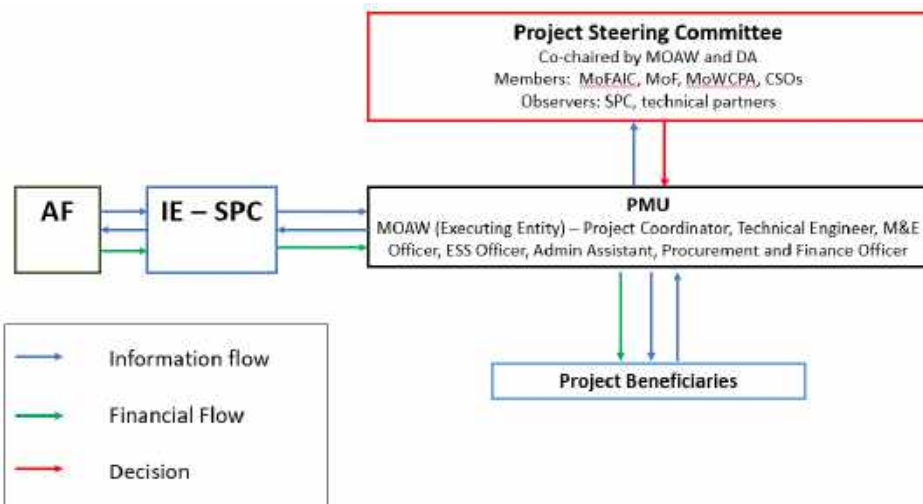 Project Steering Committee
Co-chaired by MOAW and DA
Members: MoFAIC, MoF, MoWCPA, CSOs
Observers: SPC, technical partners
AF
IE – SPC
PMU
MOAW (Executing Entity) – Project Coordinator, Technical Engineer, M&E
Officer, ESS Officer, Admin Assistant, Procurement and Finance Officer
Project Beneficiaries
Information flow
Financial Flow
Decision